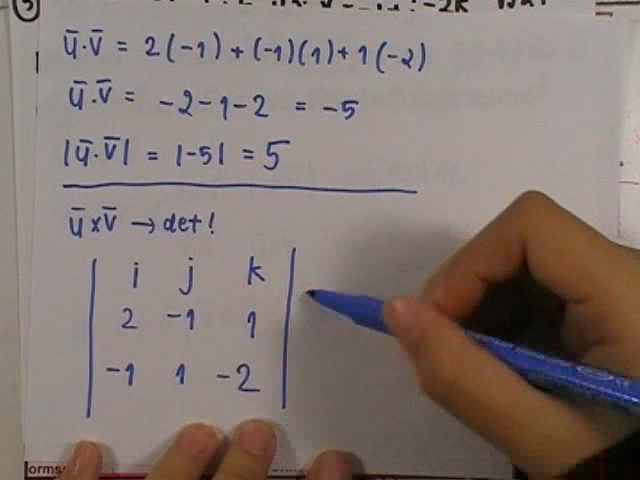 ū·v̄ = 2(-1)+(-1)(1)+1(-2)
ū·v̄ = -2-1-2 = -5
|ū·v̄| = |-5| = 5
ū×v̄ → det!
i j k
2 -1 1
-1 1 -2